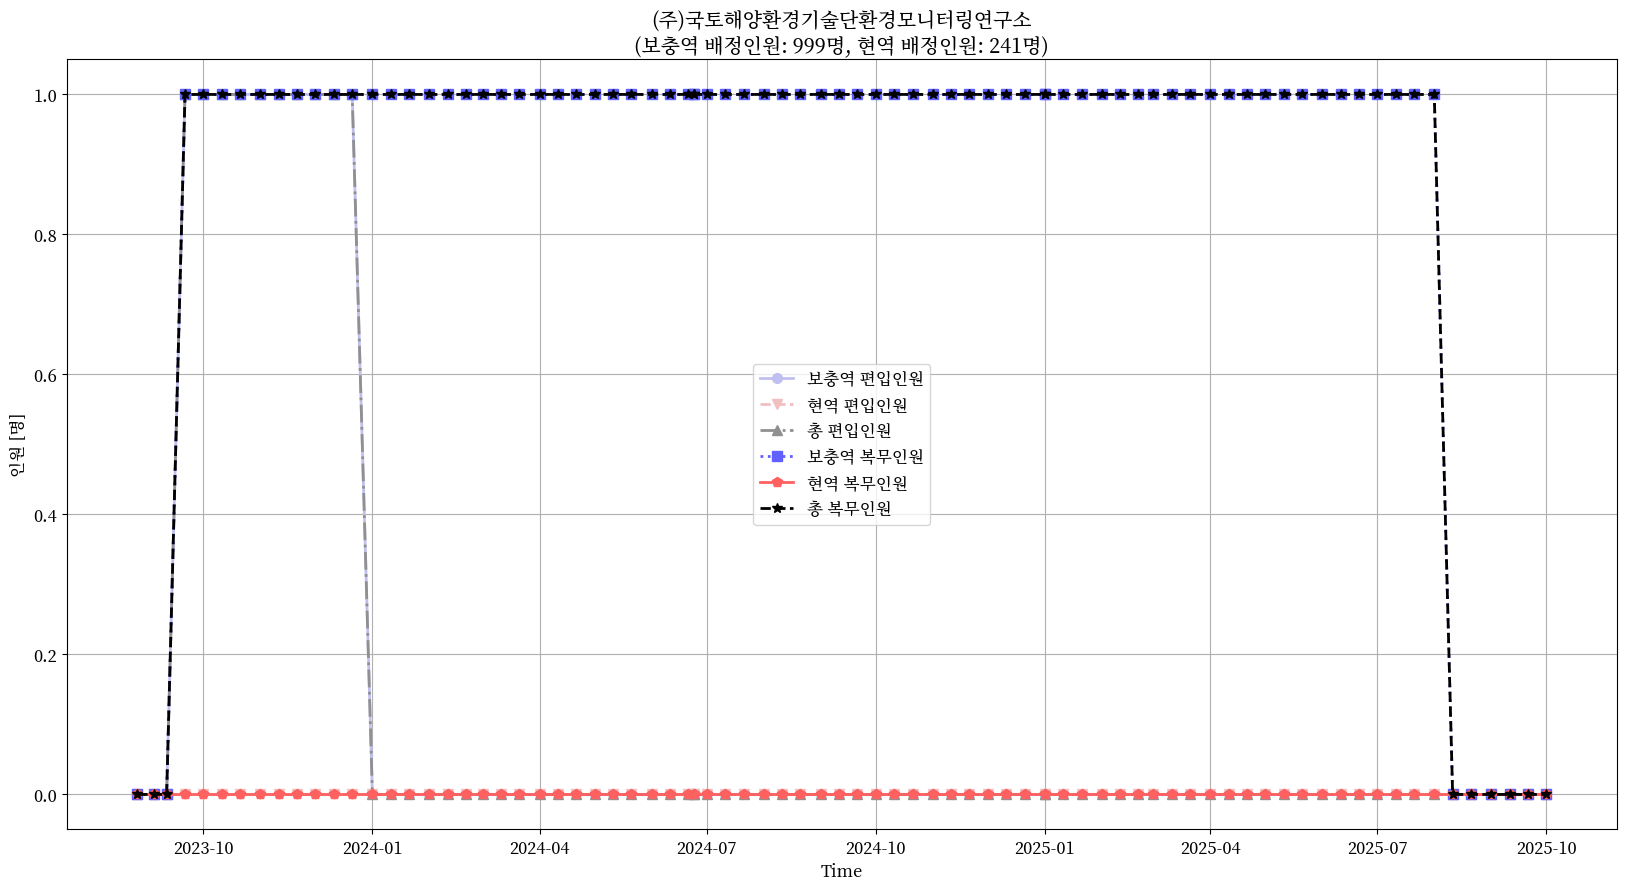 (주)국토해양환경기술단환경모니터링연구소
(보충역 배정인원: 999명, 현역 배정인원: 241명)
인원 [명]
1.0
0.8
0.6
0.4
0.2
0.0
보충역 편입인원
현역 편입인원
총 편입인원
보충역 복무인원
현역 복무인원
총 복무인원
2023-10
2024-01
2024-04
2024-07
2024-10
2025-01
2025-04
2025-07
2025-10
Time